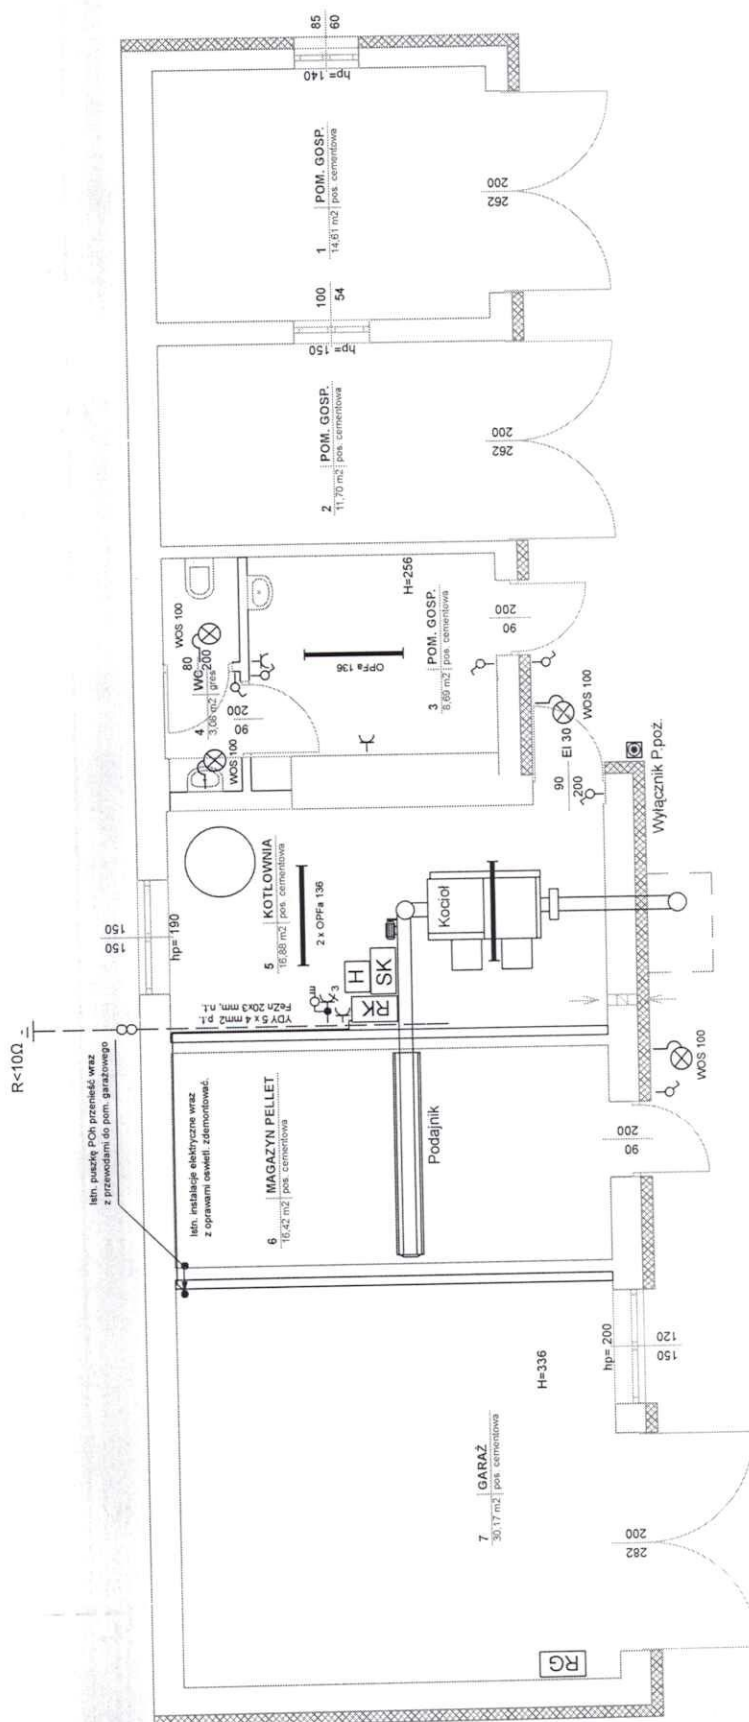 R<10Ω
Istn. puszkę POh przenieść wraz
z przewodami do pom. garażowego
Istn. instalacje elektryczne wraz
z oprawami oświetl. zdemontować.
7 GARAŻ
30,17 m2 pos. cementowa
H=336
RG
282
200
hp= 200
150
120
6 MAGAZYN PELLET
16,42 m2 pos. cementowa
Podajnik
90
200
WOS 100
YDY 5 x 4 mm2 p.t.
FeZn 20x3 mm, n.t.
3
RK
SK
H
150
150
hp= 190
5 KOTŁOWNIA
16,88 m2 pos. cementowa
2 x OPFa 136
Kocioł
Wyłącznik P.poż.
90
200
EI 30
WOS 100
WOS 100
4 WC
3,06 m2 gres
80
200
90
200
WOS 100
OPFa 136
H=256
3 POM. GOSP.
8,69 m2 pos. cementowa
90
200
2 POM. GOSP.
11,70 m2 pos. cementowa
262
200
hp= 150
100
54
1 POM. GOSP.
14,61 m2 pos. cementowa
262
200
hp= 140
85
60